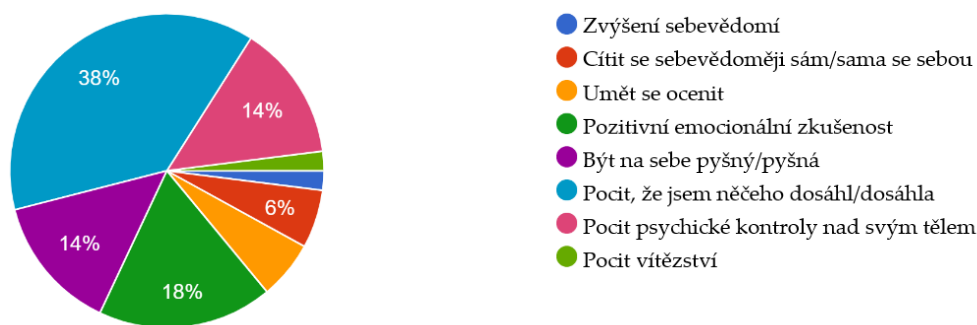 38%
14%
6%
18%
14%
Zvýšení sebevědomí
Cítit se sebevědoměji sám/sama se sebou
Umět se ocenit
Pozitivní emocionální zkušenost
Být na sebe pyšný/pyšná
Pocit, že jsem něčeho dosáhl/dosáhla
Pocit psychické kontroly nad svým tělem
Pocit vítězství